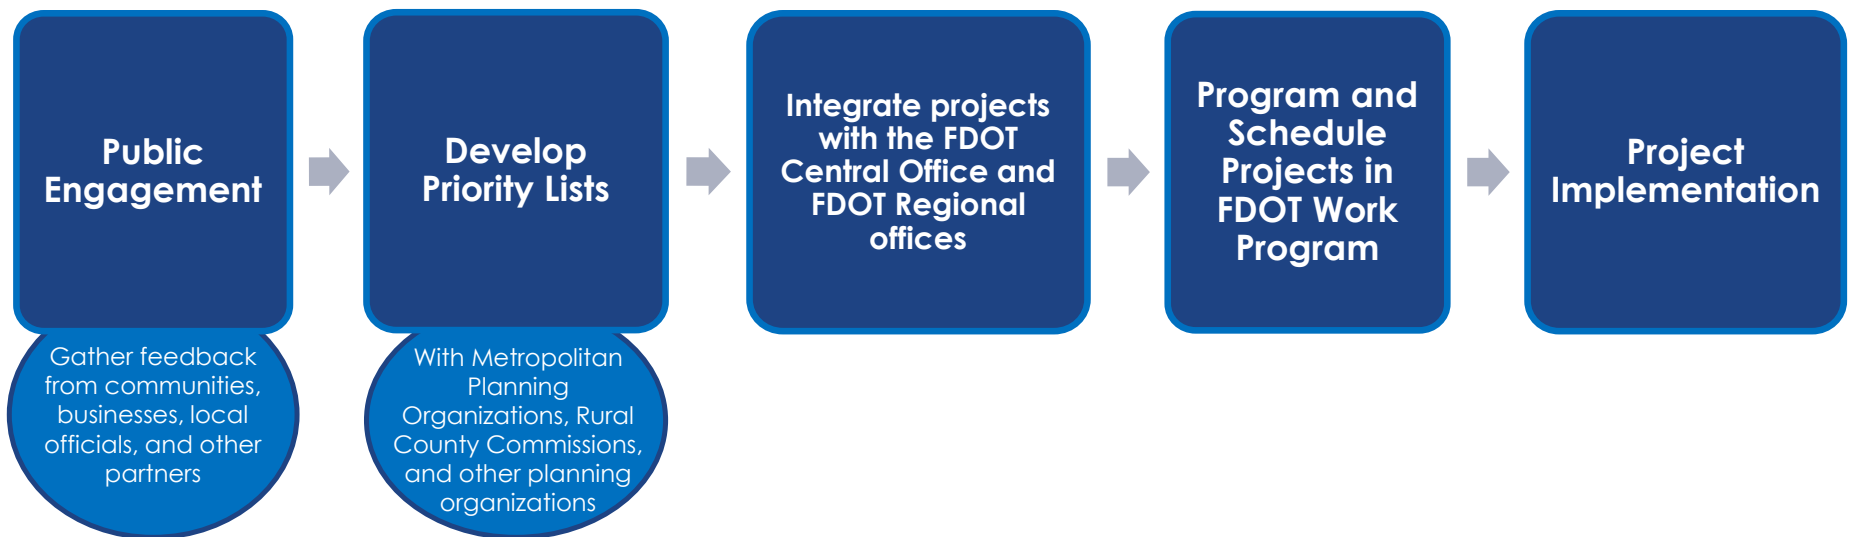 Public
Engagement
Gather feedback
from communities,
businesses, local
officials, and other
partners
Develop
Priority Lists
With Metropolitan
Planning
Organizations, Rural
County Commissions,
and other planning
organizations
Integrate projects
with the FDOT
Central Office and
FDOT Regional
offices
Program and
Schedule
Projects in
FDOT Work
Program
Project
Implementation